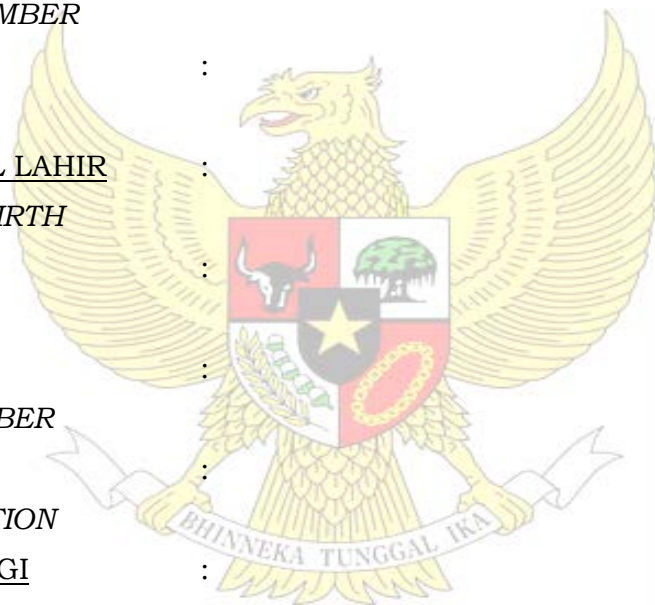 MBER
:
L LAHIR :
IRTH
:
:
BER
:
TION
BHINNEKA TUNGGAL IKA
GI :